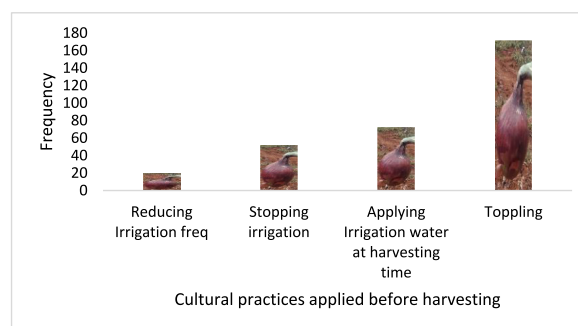 180
160
140
120
100
80
60
40
20
0
Frequency
Reducing
Irrigation freq
Stopping
irrigation
Applying
Irrigation water
at harvesting
time
Toppling
Cultural practices applied before harvesting